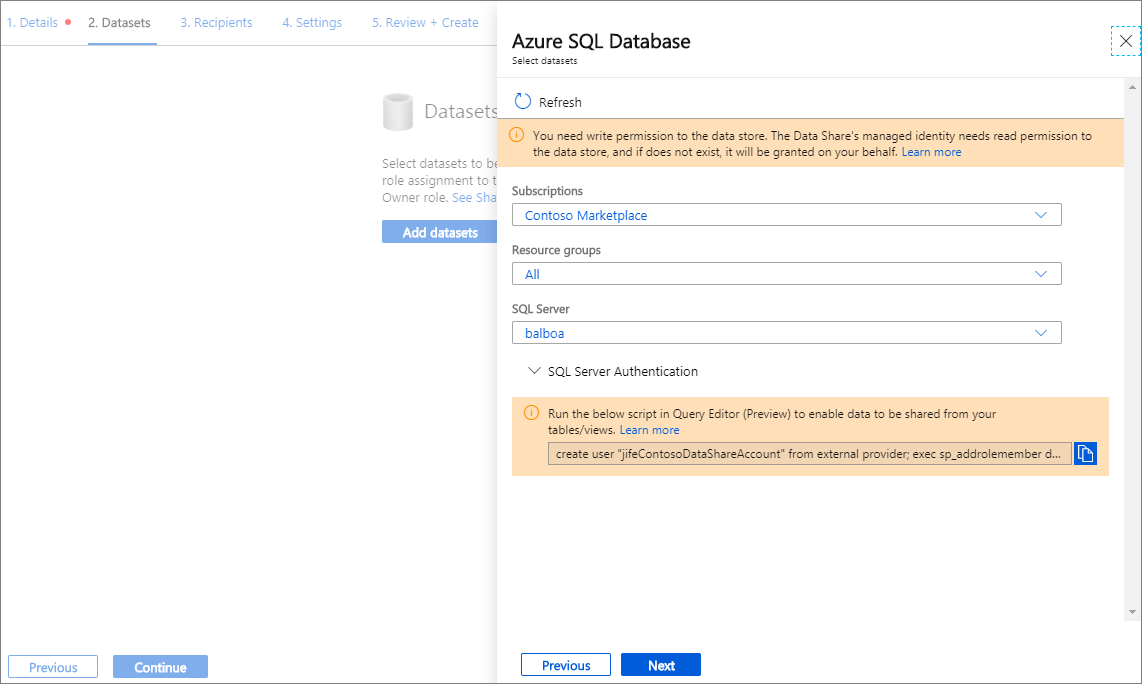 1. Details
2. Datasets
3. Recipients
4. Settings
5. Review + Create
Datasets
Select datasets to be
role assignment to t
Owner role. See Sha
Add datasets
Previous
Continue
Azure SQL Database
Select datasets
Refresh
You need write permission to the data store. The Data Share's managed identity needs read permission to
the data store, and if does not exist, it will be granted on your behalf. Learn more
Subscriptions
Contoso Marketplace
Resource groups
All
SQL Server
balboa
SQL Server Authentication
Run the below script in Query Editor (Preview) to enable data to be shared from your
tables/views. Learn more
create user "jifeContosoDataShareAccount" from external provider; exec sp_addrolemember d...
Previous
Next